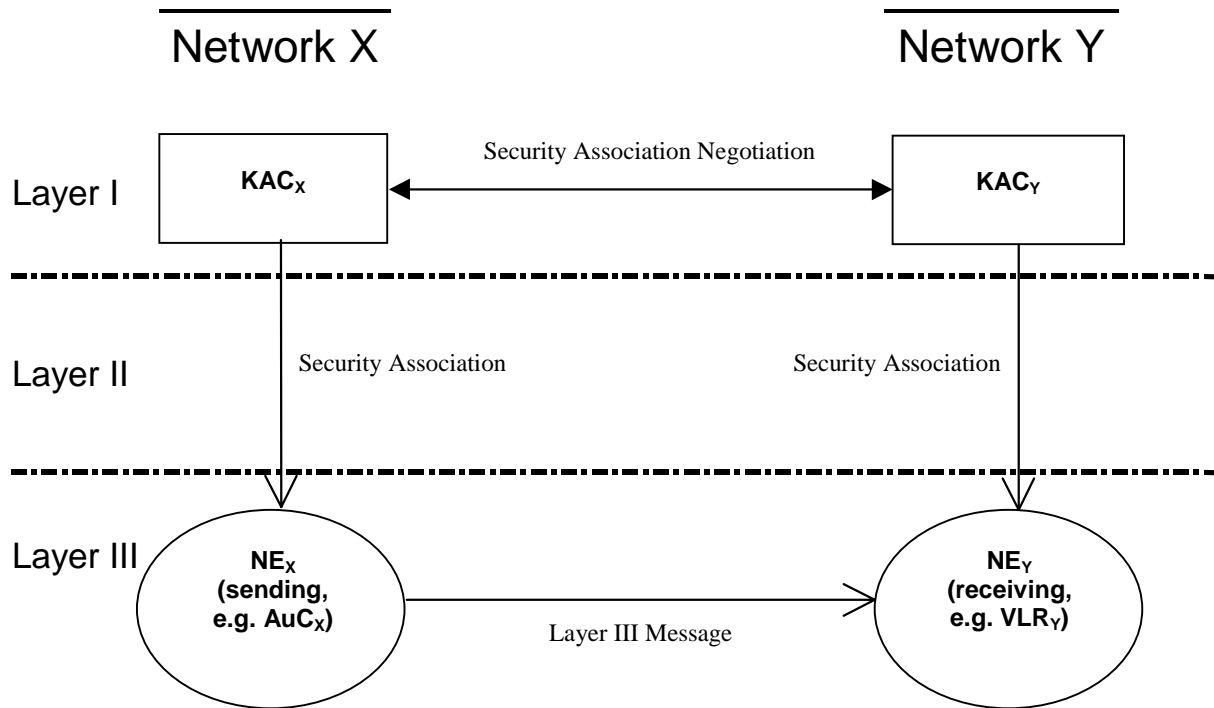 Network X
Network Y
Security Association Negotiation
Layer I
KACX
KACY
Layer II
Security Association
Security Association
Layer III
NEX
(sending,
e.g. AuCX)
NEY
(receiving,
e.g. VLRY)
Layer III Message